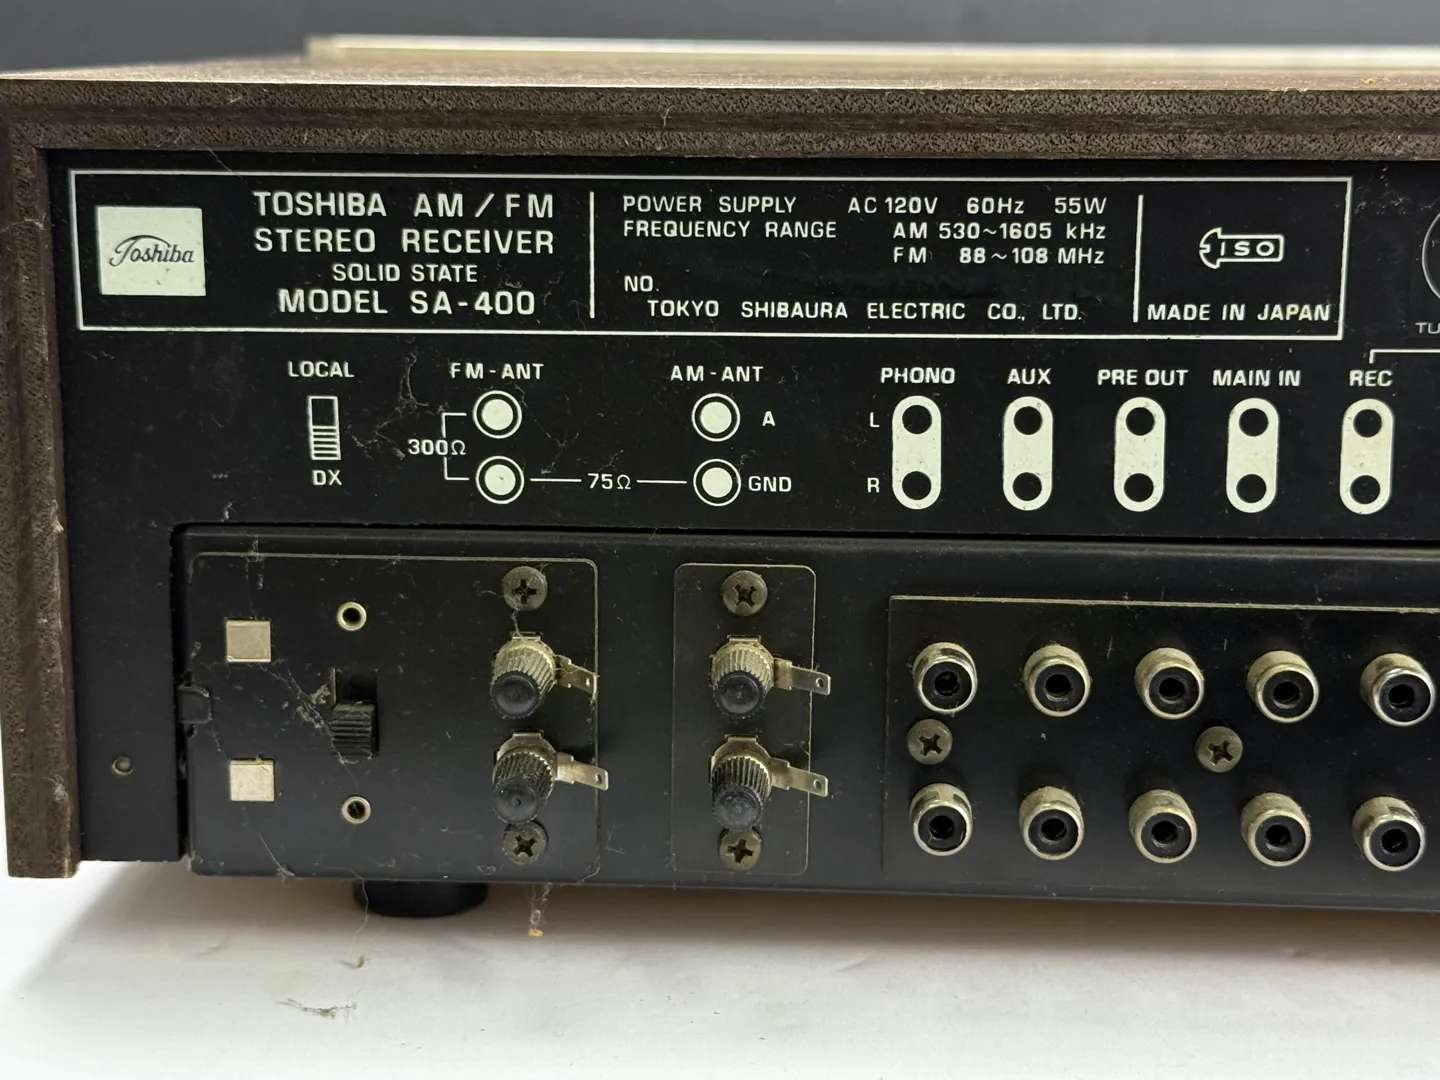 Toshiba
TOSHIBA AM/FM
STEREO RECEIVER
SOLID STATE
MODEL SA-400
POWER SUPPLY AC 120V 60Hz 55W
FREQUENCY RANGE AM 530~1605 kHz
FM 88~108 MHz
NO.
TOKYO SHIBAURA ELECTRIC CO., LTD.
ISO
MADE IN JAPAN
LOCAL
DX
FM-ANT
300Ω
75Ω
AM-ANT
A
GND
PHONO AUX PRE OUT MAIN IN REC
L
R
TU